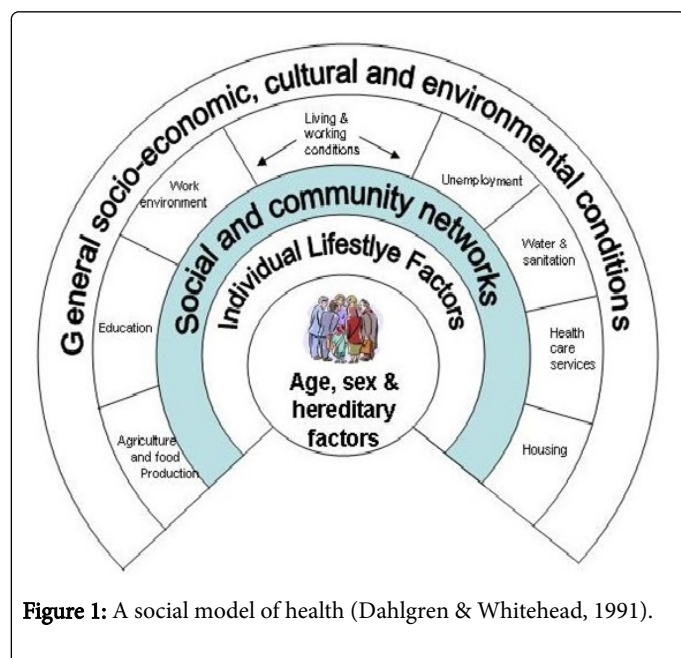 General socio-economic, cultural and environmental conditions
Living &
working
conditions
Work
environment
Unemployment
Social and community networks
Water &
sanitation
Individual Lifestlye Factors
Education
Health
care
services
Age, sex &
hereditary
factors
Agriculture
and food
Production
Housing
Figure 1: A social model of health (Dahlgren & Whitehead, 1991).